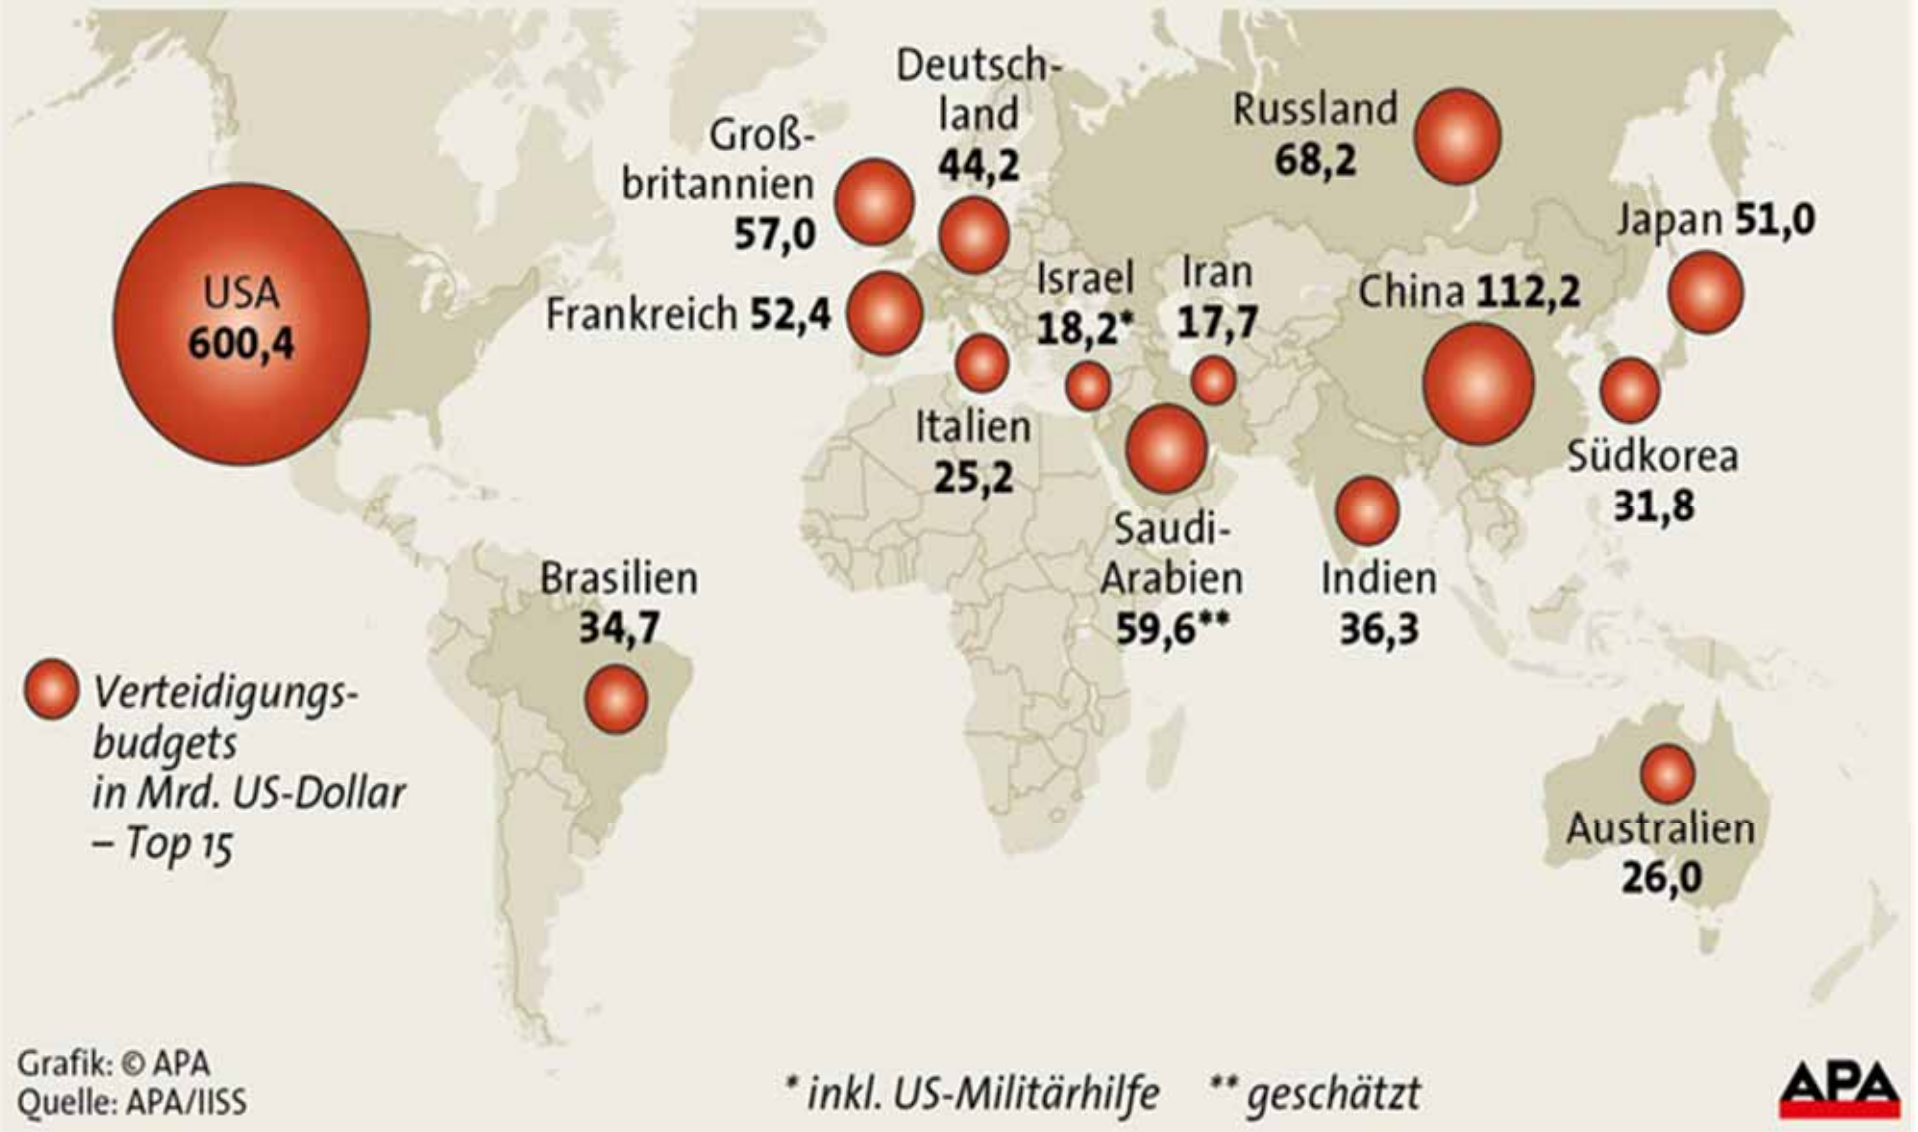 Deutsch-
land
44,2
Groß-
britannien
57,0
Russland
68,2
Japan 51,0
USA
600,4
Frankreich 52,4
Israel
18,2*
Iran
17,7
China 112,2
Italien
25,2
Südkorea
31,8
Saudi-
Arabien
59,6**
Indien
36,3
Brasilien
34,7
Verteidigungs-
budgets
in Mrd. US-Dollar
– Top 15
Australien
26,0
Grafik: © APA
Quelle: APA/IISS
* inkl. US-Militärhilfe ** geschätzt
APA